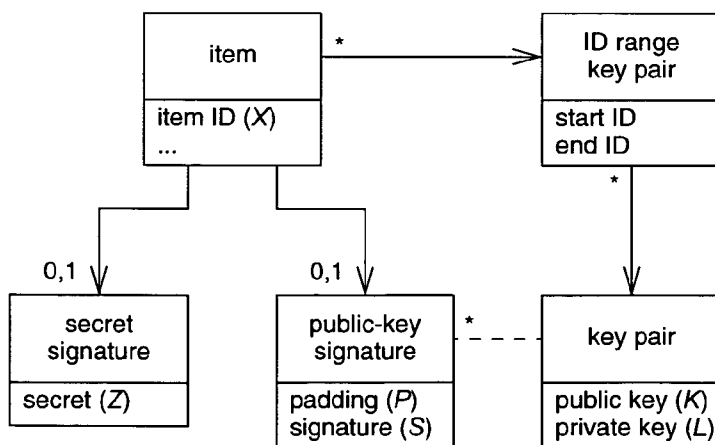 item
item ID (X)
...
*
ID range
key pair
start ID
end ID
*
0,1
0,1
secret
signature
secret (Z)
public-key
signature
padding (P)
signature (S)
*
key pair
public key (K)
private key (L)